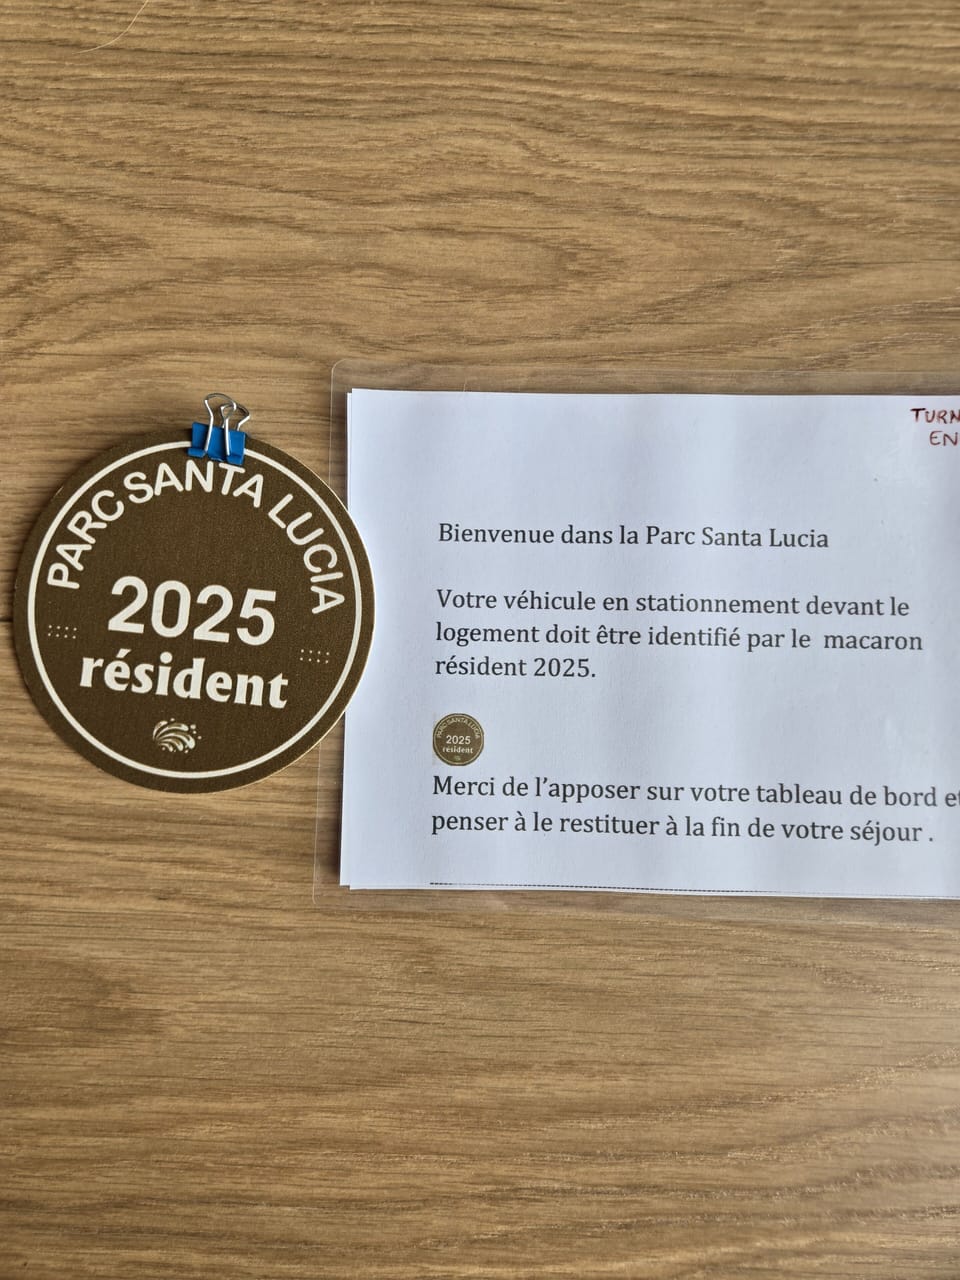 PARC SANTA LUCIA
2025
résident
TURN
EN
Bienvenue dans la Parc Santa Lucia
Votre véhicule en stationnement devant le
logement doit être identifié par le  macaron
résident 2025.
PARC SANTA LUCIA
2025
résident
Merci de l’apposer sur votre tableau de bord et
penser à le restituer à la fin de votre séjour .